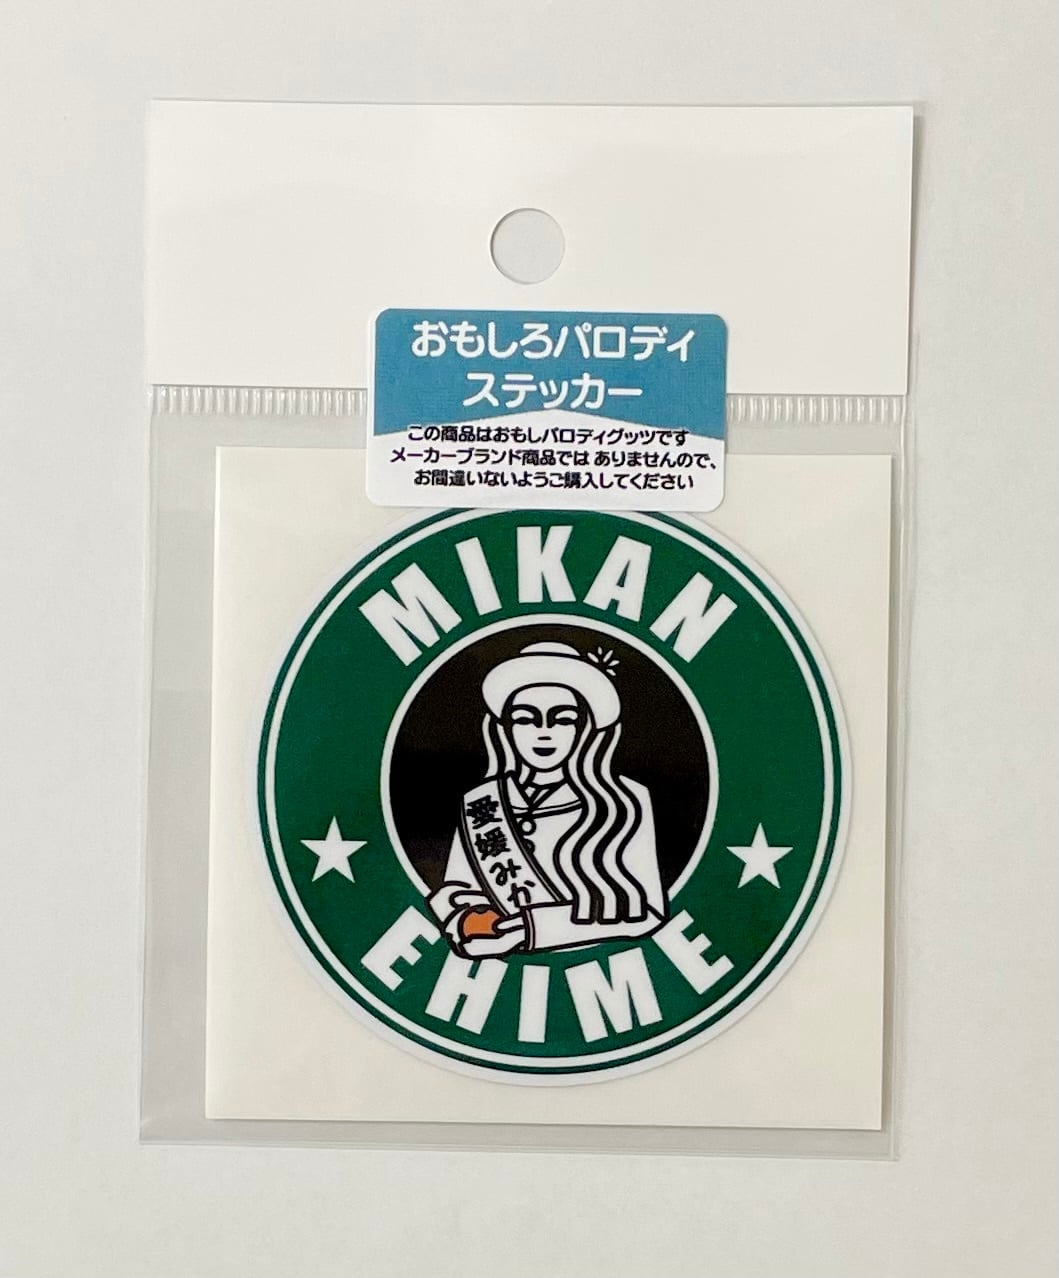 おもしろパロディ
ステッカー
この商品はおもしパロディグッツです
メーカーブランド商品では ありませんので、
お間違いないようご購入してください
MIKAN
愛媛みか
EHIME